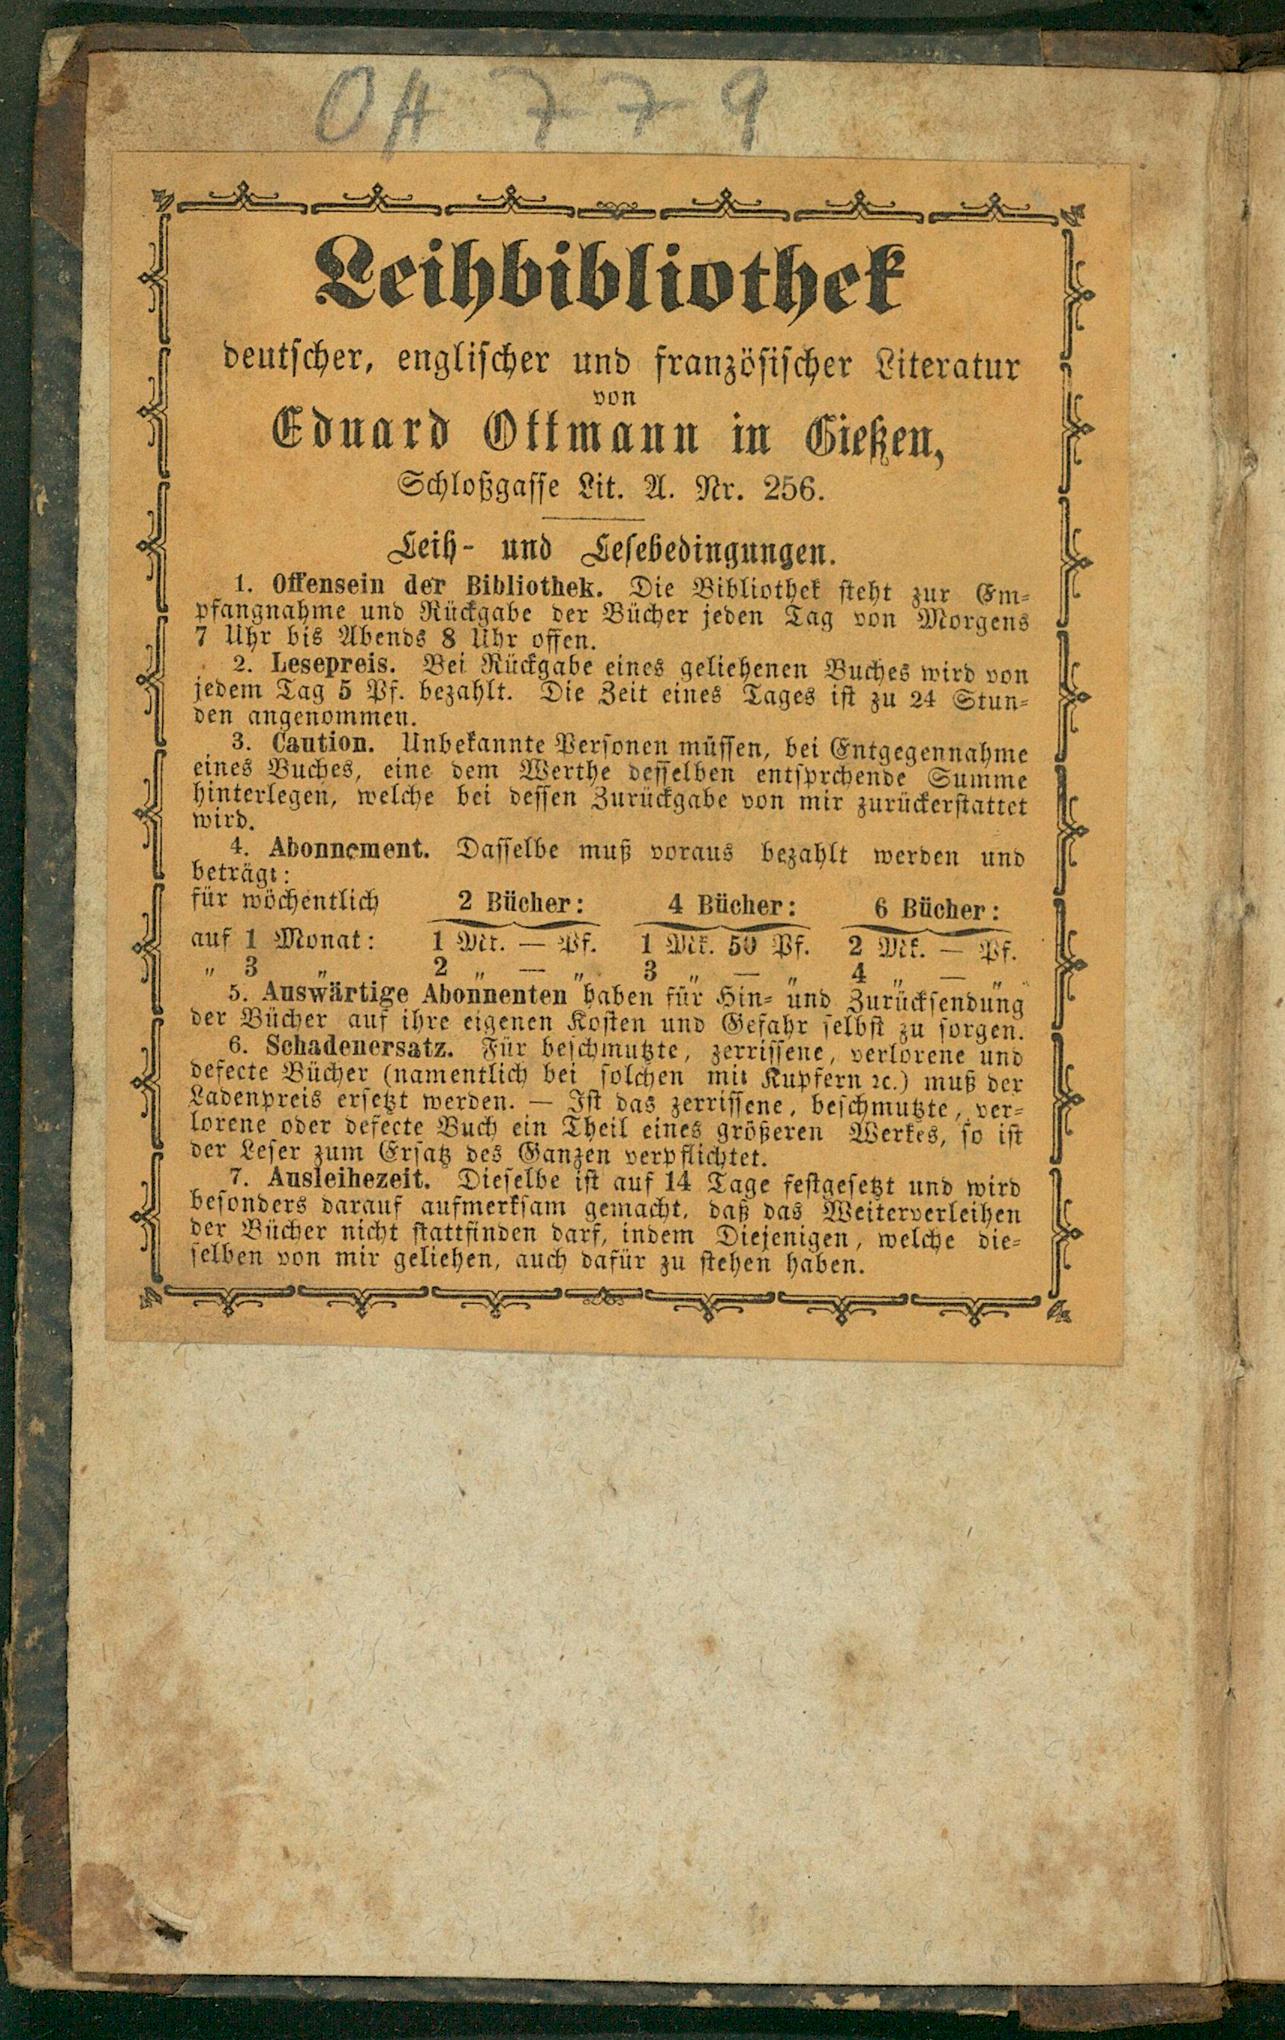 OH 779
Leihbibliothek
deutscher, englischer und französischer Literatur
von
Eduard Ottmann in Gießen,
Schloßgasse Lit. A. Nr. 256.
Leih- und Lesebedingungen.
1. Offensein der Bibliothek. Die Bibliothek steht zur Em-
pfangnahme und Rückgabe der Bücher jeden Tag von Morgens
7 Uhr bis Abends 8 Uhr offen.
2. Lesepreis. Bei Rückgabe eines geliehenen Buches wird von
jedem Tag 5 Pf. bezahlt. Die Zeit eines Tages ist zu 24 Stun-
den angenommen.
3. Caution. Unbekannte Personen müssen, bei Entgegennahme
eines Buches, eine dem Werthe desselben entsprchende Summe
hinterlegen, welche bei dessen Zurückgabe von mir zurückerstattet
wird.
4. Abonnement. Dasselbe muß voraus bezahlt werden und
beträgt:
für wöchentlich 2 Bücher: 4 Bücher: 6 Bücher:
auf 1 Monat: 1 Mk. — Pf. 1 Mk. 50 Pf. 2 Mk. — Pf.
„ 3 „ 2 „ — „ 3 „ — „ 4 „ — „
5. Auswärtige Abonnenten haben für Hin- und Zurücksendung
der Bücher auf ihre eigenen Kosten und Gefahr selbst zu sorgen.
6. Schadenersatz. Für beschmutzte, zerrissene, verlorene und
defecte Bücher (namentlich bei solchen mit Kupfern ꝛc.) muß der
Ladenpreis ersetzt werden. — Ist das zerrissene, beschmutzte, ver-
lorene oder defecte Buch ein Theil eines größeren Werkes, so ist
der Leser zum Ersatz des Ganzen verpflichtet.
7. Ausleihezeit. Dieselbe ist auf 14 Tage festgesetzt und wird
besonders darauf aufmerksam gemacht, daß das Weiterverleihen
der Bücher nicht stattfinden darf, indem Diejenigen, welche die-
selben von mir geliehen, auch dafür zu stehen haben.